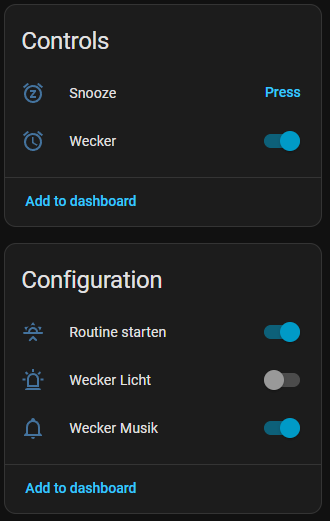 Controls
Snooze Press
Wecker
Add to dashboard
Configuration
Routine starten
Wecker Licht
Wecker Musik
Add to dashboard